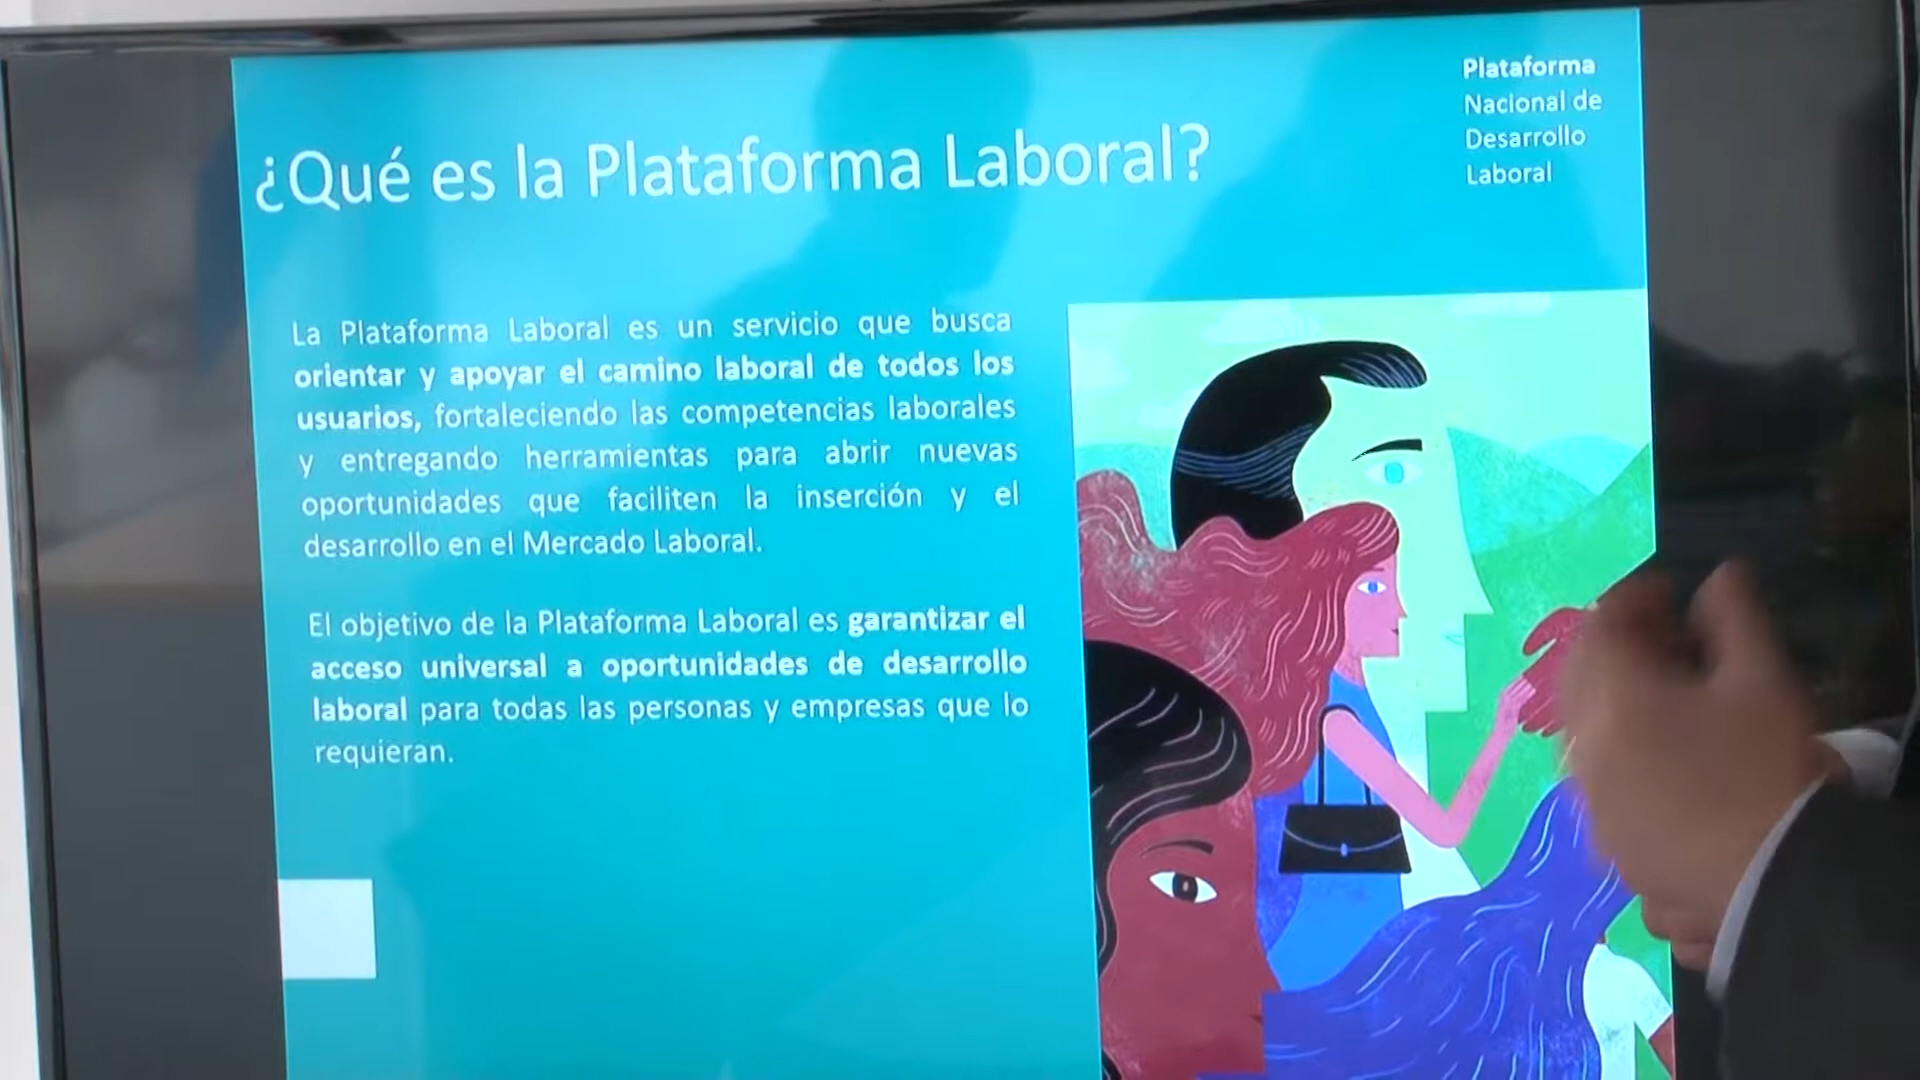 Plataforma
Nacional de
Desarrollo
Laboral
¿Qué es la Plataforma Laboral?
La Plataforma Laboral es un servicio que busca
orientar y apoyar el camino laboral de todos los
usuarios, fortaleciendo las competencias laborales
y entregando herramientas para abrir nuevas
oportunidades que faciliten la inserción y el
desarrollo en el Mercado Laboral.
El objetivo de la Plataforma Laboral es garantizar el
acceso universal a oportunidades de desarrollo
laboral para todas las personas y empresas que lo
requieran.